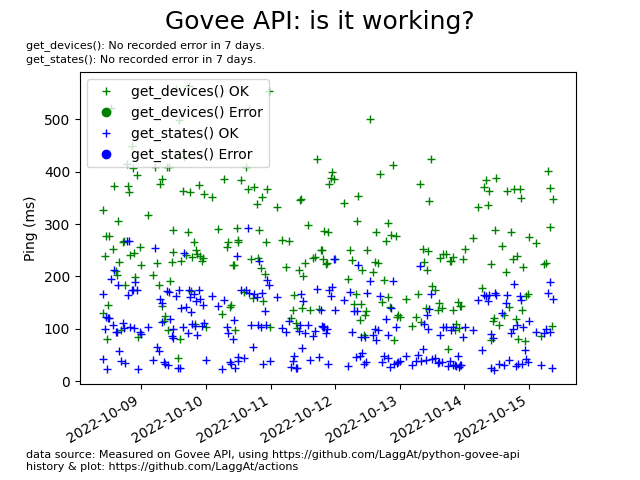 Govee API: is it working?
get_devices(): No recorded error in 7 days.
get_states(): No recorded error in 7 days.
get_devices() OK
get_devices() Error
get_states() OK
get_states() Error
Ping (ms)
500
400
300
200
100
0
2022-10-09
2022-10-10
2022-10-11
2022-10-12
2022-10-13
2022-10-14
2022-10-15
data source: Measured on Govee API, using https://github.com/LaggAt/python-govee-api
history & plot: https://github.com/LaggAt/actions